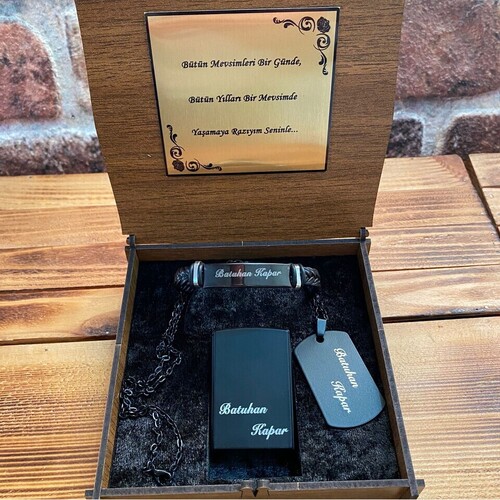 Bütün Mevsimleri Bir Günde,
Bütün Yılları Bir Mevsimde
Yaşamaya Razıyım Seninle...
Batuhan Kapar
Batuhan
Kapar
Batuhan
Kapar